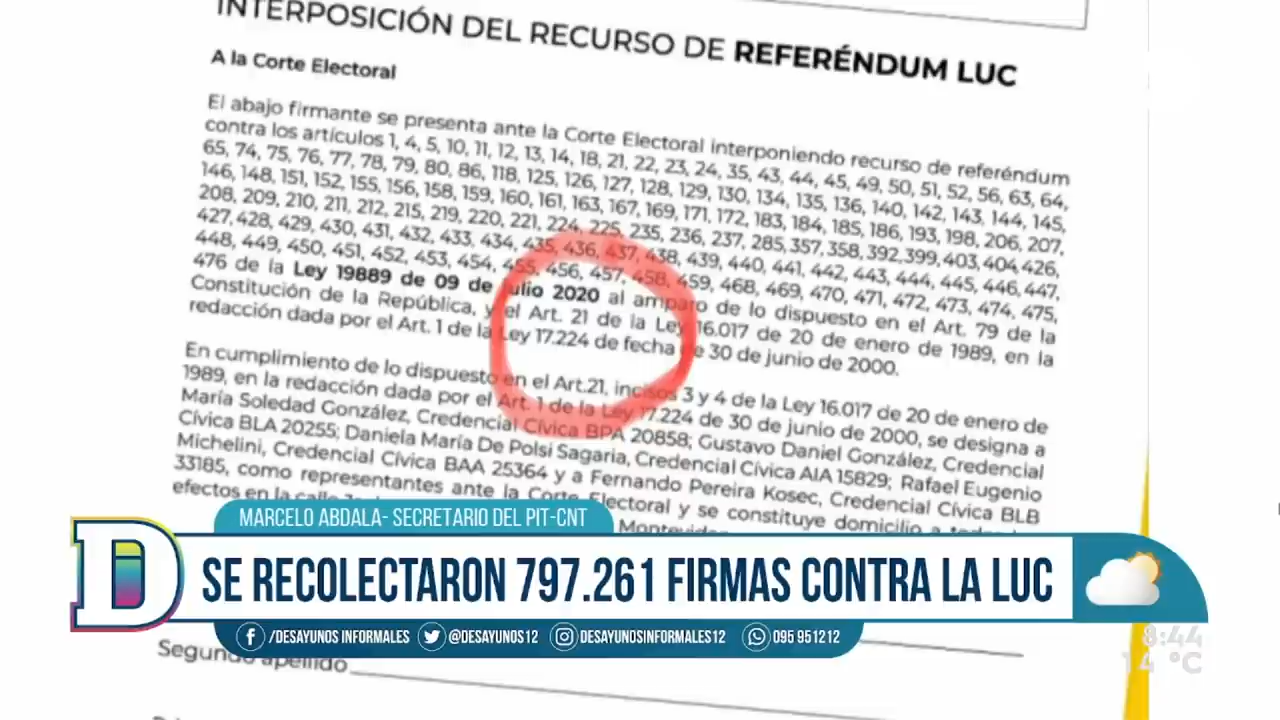 INTERPOSICIÓN DEL RECURSO DE REFERÉNDUM LUC
A la Corte Electoral
El abajo firmante se presenta ante la Corte Electoral interponiendo recurso de referéndum
contra los artículos 1, 4, 5, 10, 11, 12, 13, 14, 18, 21, 22, 23, 24, 35, 43, 44, 45, 49, 50, 51, 52, 56, 63, 64,
65, 74, 75, 76, 77, 78, 79, 80, 86, 118, 125, 126, 127, 128, 129, 130, 134, 135, 136, 140, 142, 143, 144, 145,
146, 148, 151, 152, 155, 156, 158, 159, 160, 161, 163, 167, 169, 171, 172, 183, 184, 185, 186, 193, 198, 206, 207,
208, 209, 210, 211, 212, 215, 219, 220, 221, 224, 225, 235, 236, 237, 285, 357, 358, 392, 399, 403, 404, 426,
427, 428, 429, 430, 431, 432, 433, 434, 435, 436, 437, 438, 439, 440, 441, 442, 443, 444, 445, 446, 447,
448, 449, 450, 451, 452, 453, 454, 455, 456, 457, 458, 459, 468, 469, 470, 471, 472, 473, 474, 475,
476 de la Ley 19889 de 09 de julio 2020 al amparo de lo dispuesto en el Art. 79 de la
Constitución de la República, y el Art. 21 de la Ley 16.017 de 20 de enero de 1989, en la
redacción dada por el Art. 1 de la Ley 17.224 de fecha de 30 de junio de 2000.
En cumplimiento de lo dispuesto en el Art.21, incisos 3 y 4 de la Ley 16.017 de 20 de enero de
1989, en la redacción dada por el Art. 1 de la Ley 17.224 de 30 de junio de 2000, se designa a
María Soledad González, Credencial Cívica BPA 20858; Gustavo Daniel González, Credencial
Cívica BLA 20255; Daniela María De Polsi Sagaria, Credencial Cívica AIA 15829; Rafael Eugenio
Michelini, Credencial Cívica BAA 25364 y a Fernando Pereira Kosec, Credencial Cívica BLB
33185, como representantes ante la Corte Electoral y se constituye domicilio a
efectos en la calle Montevideo
MARCELO ABDALA- SECRETARIO DEL PIT-CNT
D
SE RECOLECTARON 797.261 FIRMAS CONTRA LA LUC
/DESAYUNOS INFORMALES @DESAYUNOS12 DESAYUNOSINFORMALES12 095 951212
8:44
14 °C
Segundo apellido